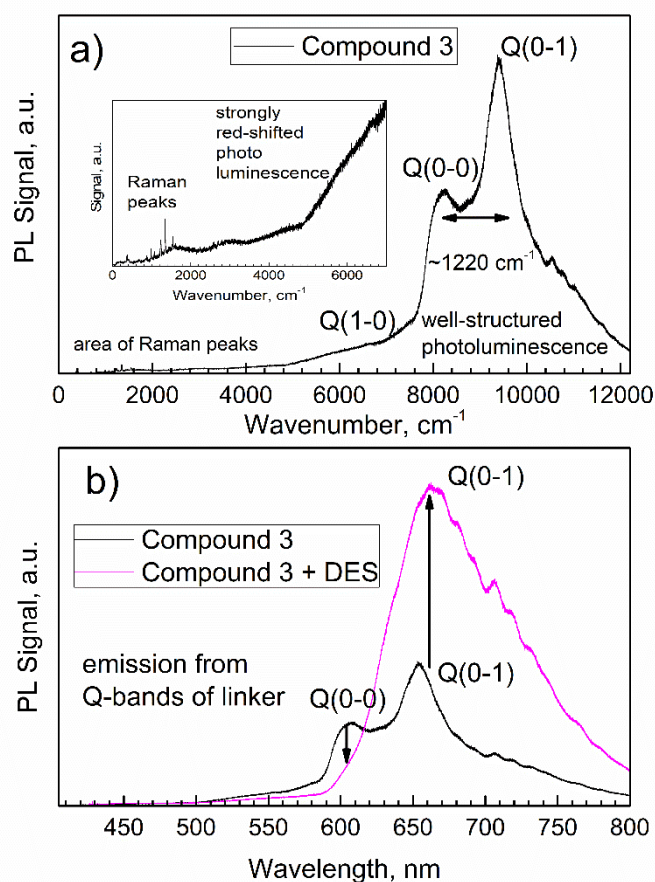 a)
Compound 3
Q(0-1)
strongly
red-shifted
photo
luminescence
Raman
peaks
Signal, a.u.
0 2000 4000 6000
Wavenumber, cm⁻¹
Q(0-0)
~1220 cm⁻¹
Q(1-0)
well-structured
photoluminescence
area of Raman peaks
PL Signal, a.u.
0 2000 4000 6000 8000 10000 12000
Wavenumber, cm⁻¹
b)
Q(0-1)
Compound 3
Compound 3 + DES
emission from
Q-bands of linker
Q(0-0)
Q(0-1)
PL Signal, a.u.
450 500 550 600 650 700 750 800
Wavelength, nm